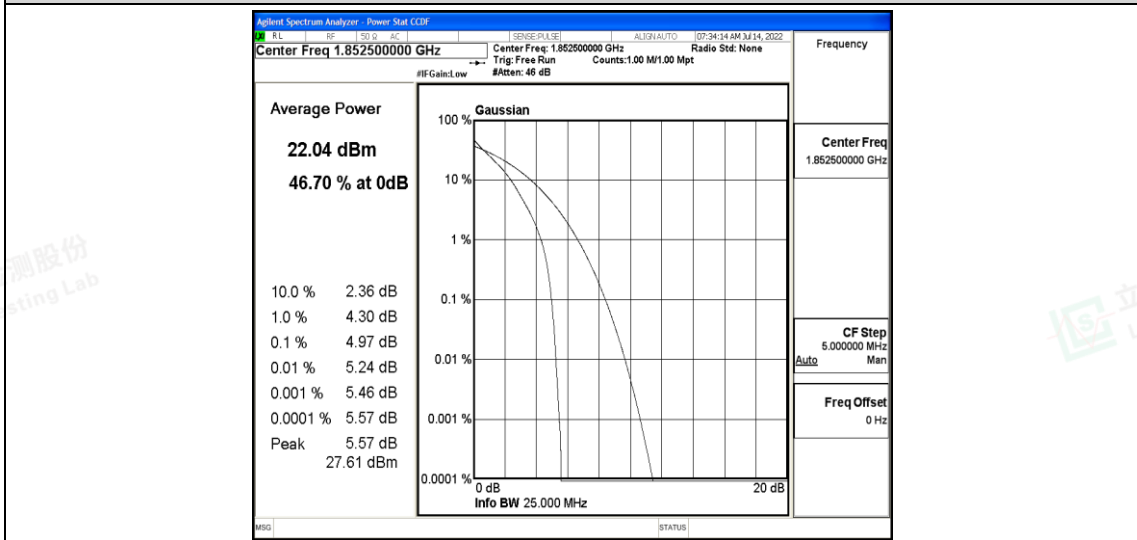 Agilent Spectrum Analyzer - Power Stat CCDF
LXI RL RF 50 Ω AC SENSE:PULSE ALIGNAUTO 07:34:14 AM Jul 14, 2022
Center Freq 1.852500000 GHz
Center Freq: 1.852500000 GHz Radio Std: None
Trig: Free Run Counts:1.00 M/1.00 Mpt
#IFGain:Low #Atten: 46 dB
Frequency
Average Power
22.04 dBm
46.70 % at 0dB
10.0 % 2.36 dB
1.0 % 4.30 dB
0.1 % 4.97 dB
0.01 % 5.24 dB
0.001 % 5.46 dB
0.0001 % 5.57 dB
Peak 5.57 dB
27.61 dBm
Gaussian
100 %
10 %
1 %
0.1 %
0.01 %
0.001 %
0.0001 %
0 dB 20 dB
Info BW 25.000 MHz
Center Freq
1.852500000 GHz
CF Step
5.000000 MHz
Auto Man
Freq Offset
0 Hz
MSG STATUS
测股份
sting Lab
立